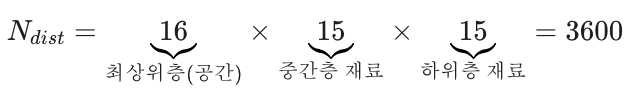 N_dist = 16 × 15 × 15 = 3600
최상위층(공간) 중간층 재료 하위층 재료